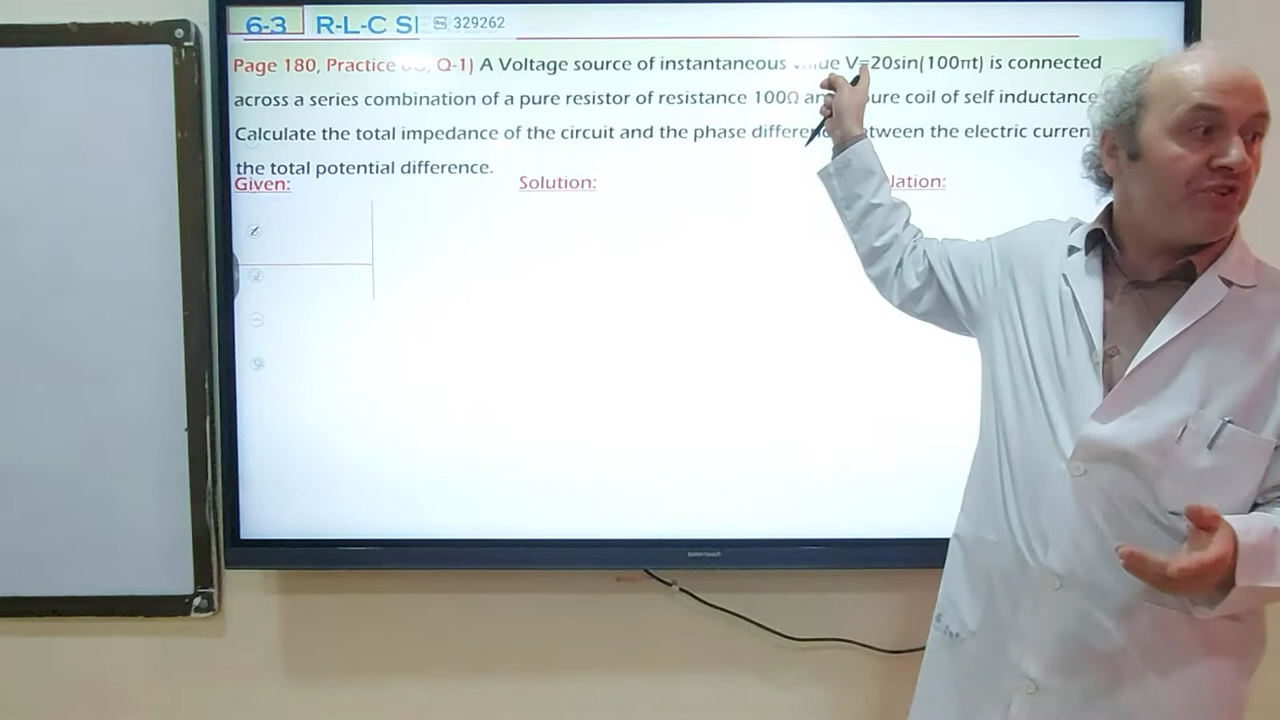 6-3 R-L-C 329262
Page 180, Practice Q-1) A Voltage source of instantaneous V=20sin(100πt) is connected
across a series combination of a pure resistor of resistance 100Ω coil of self inductance
Calculate the total impedance of the circuit and the phase between the electric
the total potential difference.
Given: Solution: